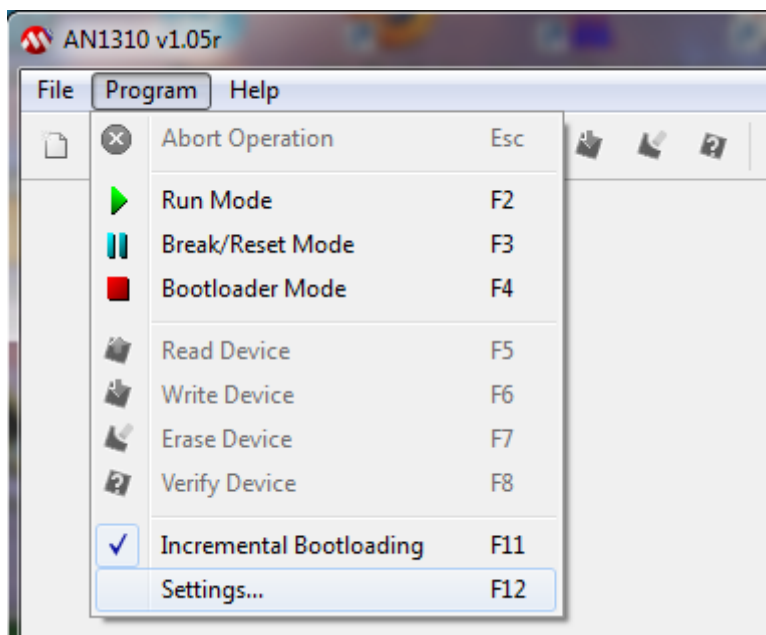 AN1310 v1.05r
File Program Help
Abort Operation Esc
Run Mode F2
Break/Reset Mode F3
Bootloader Mode F4
Read Device F5
Write Device F6
Erase Device F7
Verify Device F8
Incremental Bootloading F11
Settings... F12